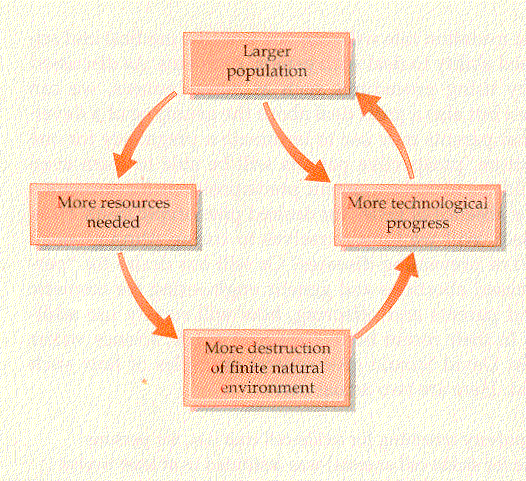 Larger
population
More resources
needed
More technological
progress
More destruction
of finite natural
environment